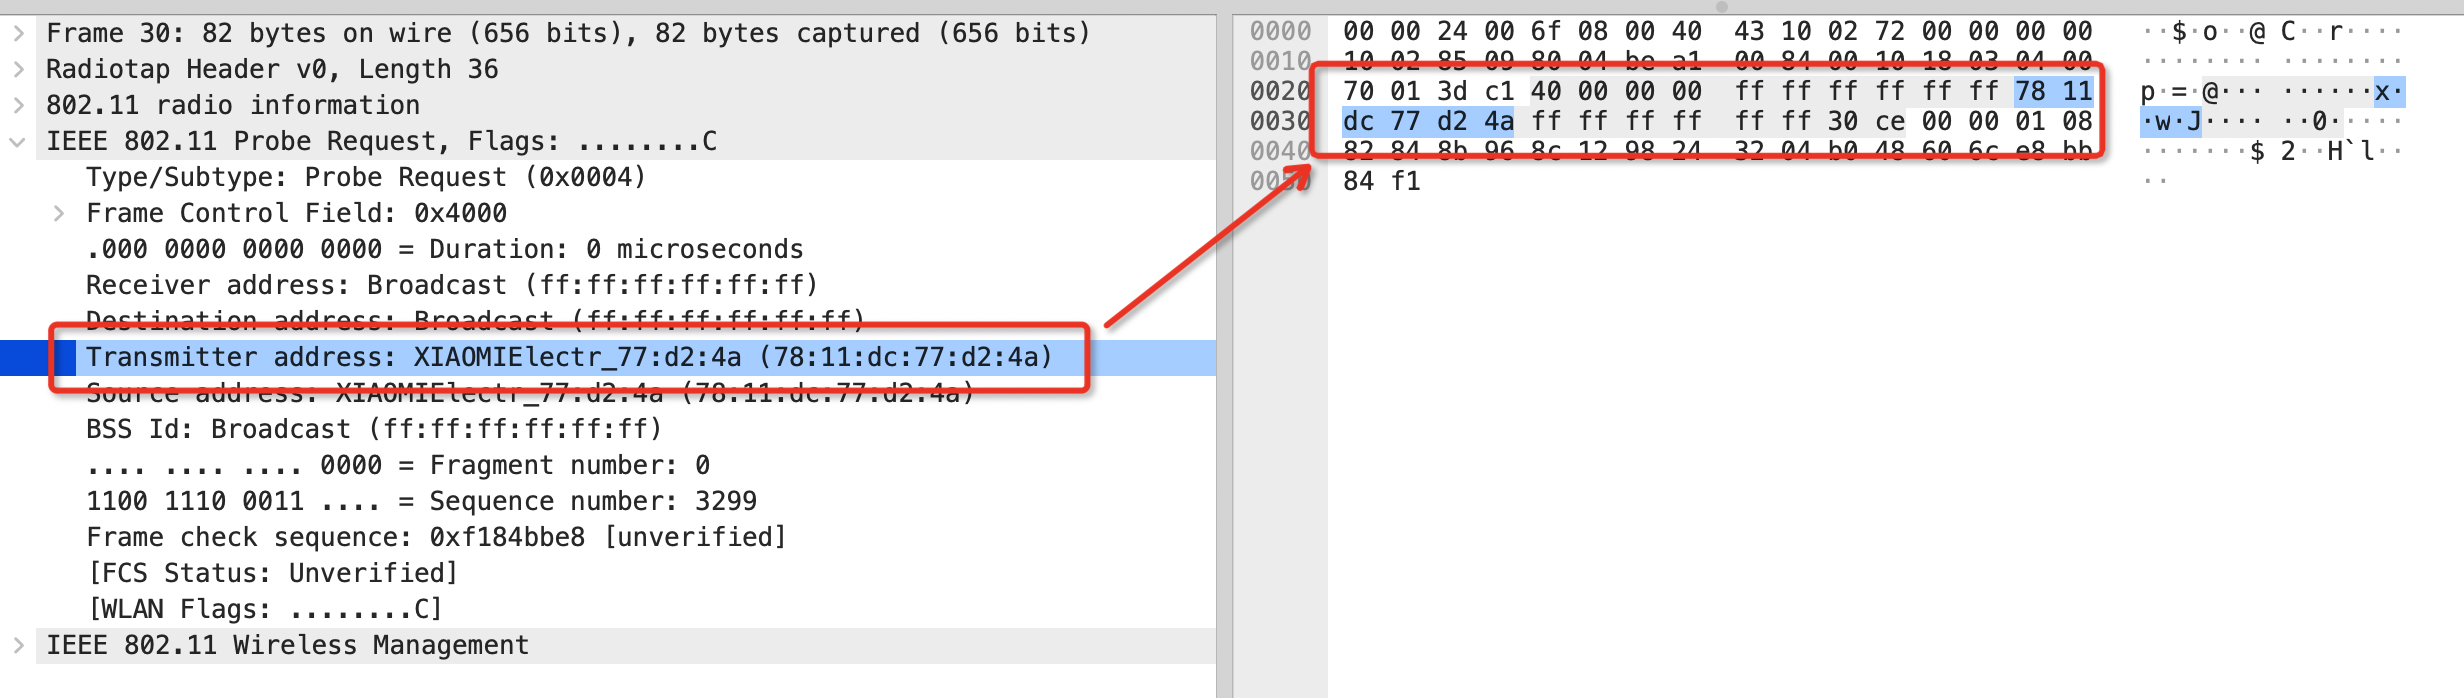 Frame 30: 82 bytes on wire (656 bits), 82 bytes captured (656 bits)
Radiotap Header v0, Length 36
802.11 radio information
IEEE 802.11 Probe Request, Flags: ........C
Type/Subtype: Probe Request (0x0004)
Frame Control Field: 0x4000
.000 0000 0000 0000 = Duration: 0 microseconds
Receiver address: Broadcast (ff:ff:ff:ff:ff:ff)
Destination address: Broadcast (ff:ff:ff:ff:ff:ff)
Transmitter address: XIAOMIElectr_77:d2:4a (78:11:dc:77:d2:4a)
Source address: XIAOMIElectr_77:d2:4a (78:11:dc:77:d2:4a)
BSS Id: Broadcast (ff:ff:ff:ff:ff:ff)
.... .... .... 0000 = Fragment number: 0
1100 1110 0011 .... = Sequence number: 3299
Frame check sequence: 0xf184bbe8 [unverified]
[FCS Status: Unverified]
[WLAN Flags: ........C]
IEEE 802.11 Wireless Management
0000 00 00 24 00 6f 08 00 40 43 10 02 72 00 00 00 00 ··$·o··@ C··r····
0010 10 02 85 09 80 04 be a1 00 84 00 10 18 03 04 00 ········ ········
0020 70 01 3d c1 40 00 00 00 ff ff ff ff ff ff 78 11 p·=·@··· ······x·
0030 dc 77 d2 4a ff ff ff ff ff ff 30 ce 00 00 01 08 ·w·J···· ··0·····
0040 82 84 8b 96 8c 12 98 24 32 04 b0 48 60 6c e8 bb ·······$ 2··H`l··
0050 84 f1 ··